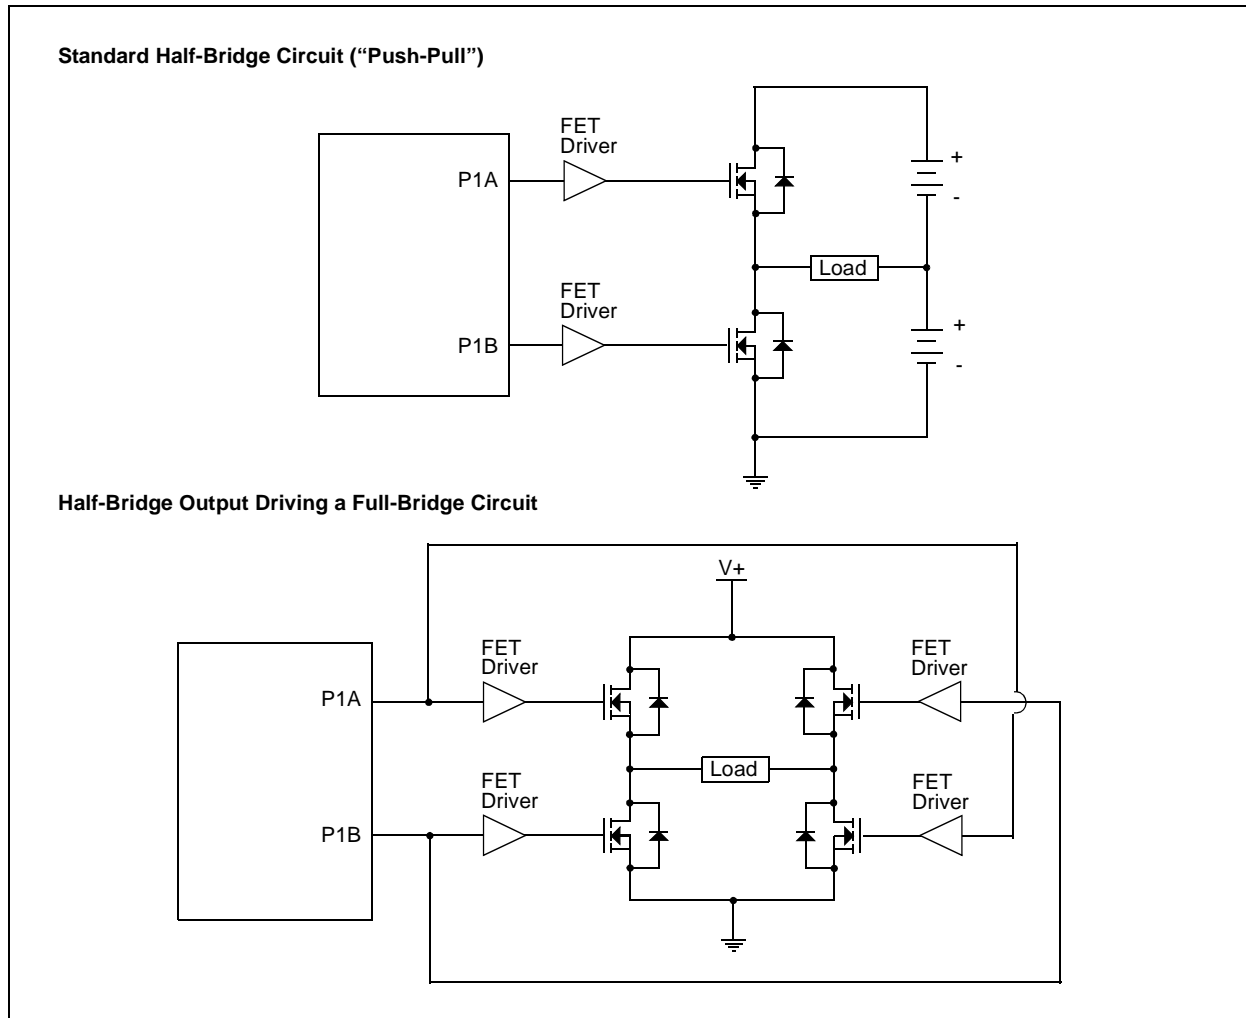 Standard Half-Bridge Circuit (“Push-Pull”)
FET
Driver
P1A
+
-
Load
FET
Driver
P1B
+
-
Half-Bridge Output Driving a Full-Bridge Circuit
V+
FET
Driver
FET
Driver
P1A
Load
FET
Driver
FET
Driver
P1B